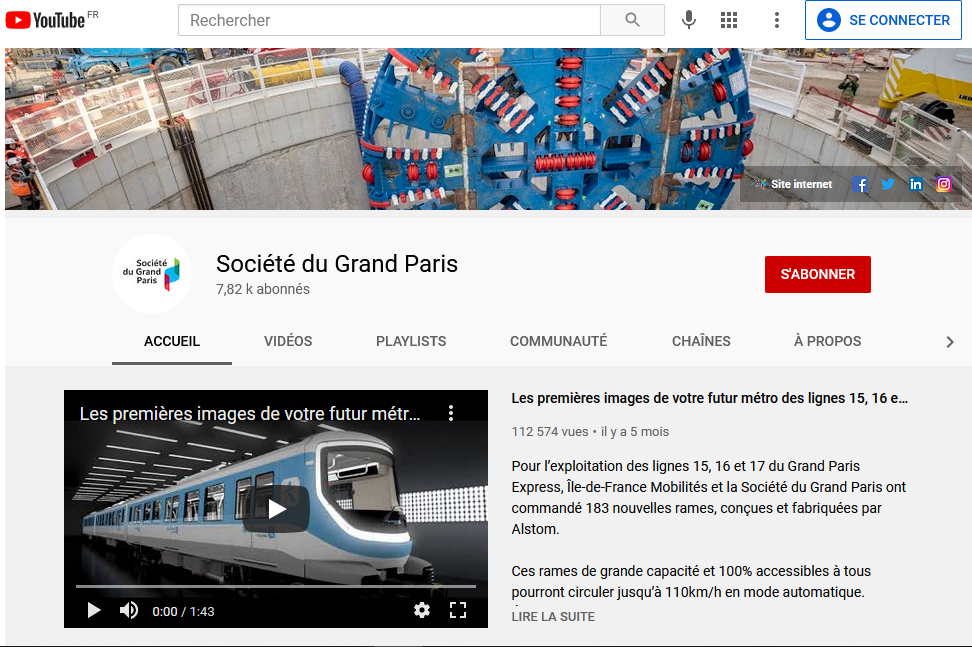 YouTube FR
Rechercher
SE CONNECTER
Site internet
Société
du Grand
Paris
Société du Grand Paris
7,82 k abonnés
S'ABONNER
ACCUEIL
VIDÉOS
PLAYLISTS
COMMUNAUTÉ
CHAÎNES
À PROPOS
Les premières images de votre futur métr...
0:00 / 1:43
Les premières images de votre futur métro des lignes 15, 16 e...
112 574 vues • il y a 5 mois
Pour l'exploitation des lignes 15, 16 et 17 du Grand Paris
Express, Île-de-France Mobilités et la Société du Grand Paris ont
commandé 183 nouvelles rames, conçues et fabriquées par
Alstom.
Ces rames de grande capacité et 100% accessibles à tous
pourront circuler jusqu'à 110km/h en mode automatique.
LIRE LA SUITE